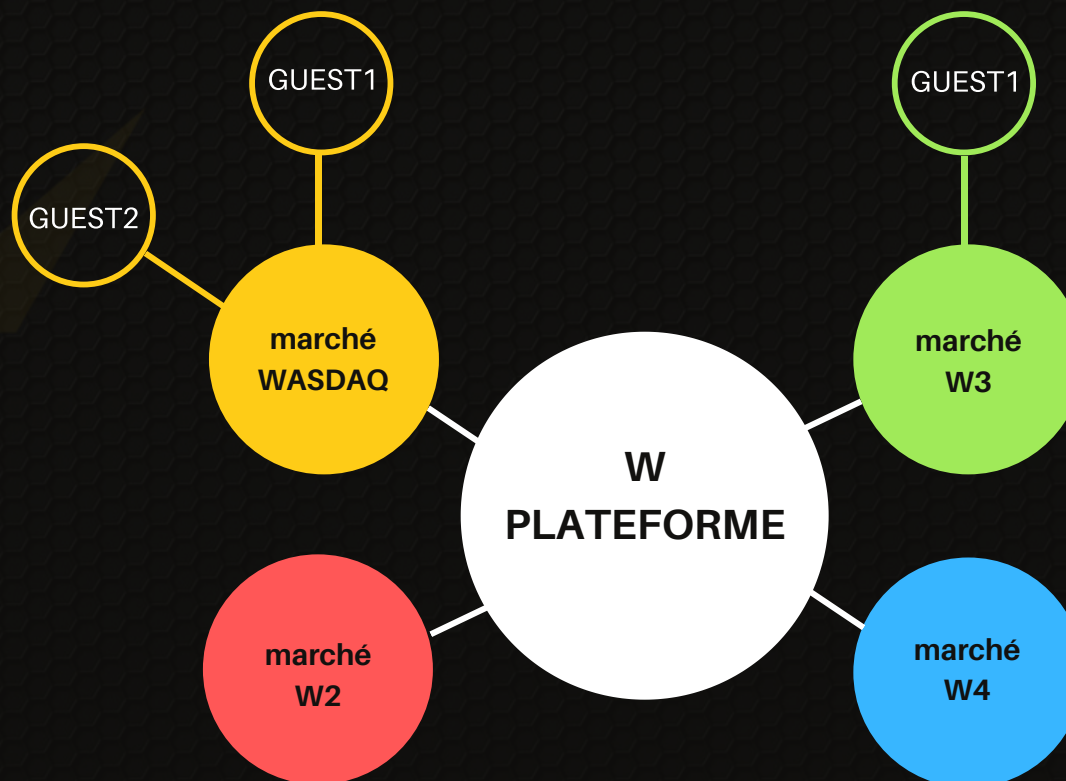 GUEST1
GUEST1
GUEST2
marché
WASDAQ
marché
W3
W
PLATEFORME
marché
W2
marché
W4